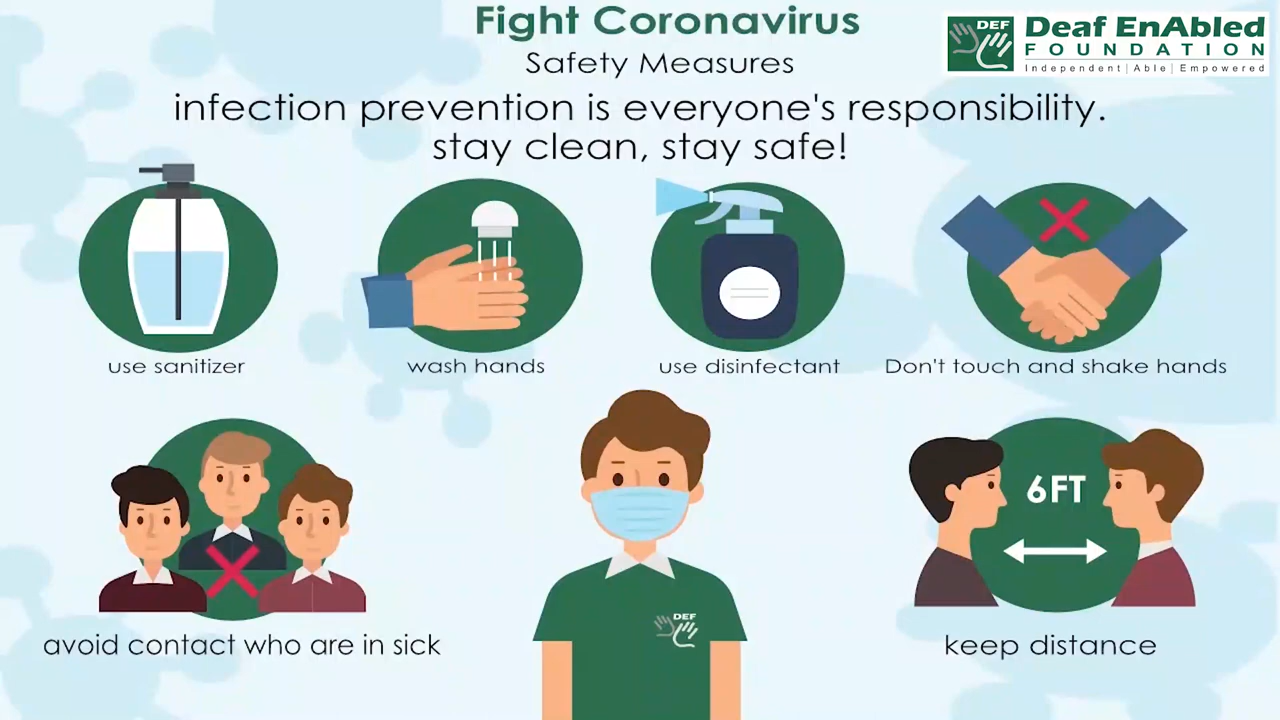 Fight Coronavirus
Safety Measures
DEF
Deaf EnAbled
FOUNDATION
Independent | Able | Empowered
infection prevention is everyone's responsibility.
stay clean, stay safe!
use sanitizer
wash hands
use disinfectant
Don't touch and shake hands
6FT
DEF
avoid contact who are in sick
keep distance